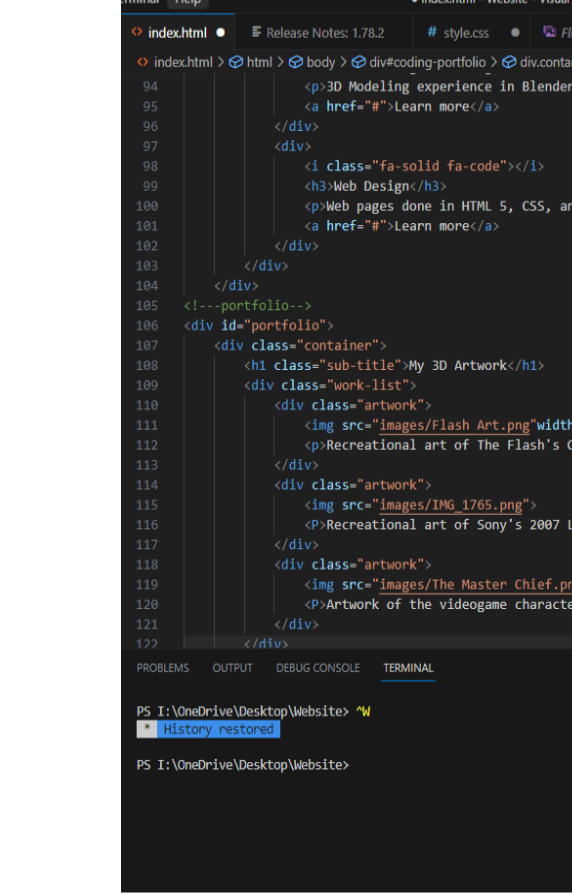 Terminal Help
index.html - Website - Visual
index.html Release Notes: 1.78.2 style.css
index.html > html > body > div#coding-portfolio >
94 <p>3D Modeling experience in Blender
95 <a href="#">Learn more</a>
96 </div>
97 <div>
98 <i class="fa-solid fa-code"></i>
99 <h3>Web Design</h3>
100 <p>Web pages done in HTML 5, CSS,
101 <a href="#">Learn more</a>
102 </div>
103 </div>
104 </div>
105 <!---portfolio-->
106 <div id="portfolio">
107 <div class="container">
108 <h1 class="sub-title">My 3D Artwork</h1>
109 <div class="work-list">
110 <div class="artwork">
111 <img src="images/Flash Art.png"width
112 <p>Recreational art of The Flash's
113 </div>
114 <div class="artwork">
115 <img src="images/IMG_1765.png">
116 <P>Recreational art of Sony's 2007
117 </div>
118 <div class="artwork">
119 <img src="images/The Master Chief.pn
120 <P>Artwork of the videogame characte
121 </div>
122 </div>
PROBLEMS OUTPUT DEBUG CONSOLE TERMINAL
PS I:\OneDrive\Desktop\Website> ^W
* History restored
PS I:\OneDrive\Desktop\Website>